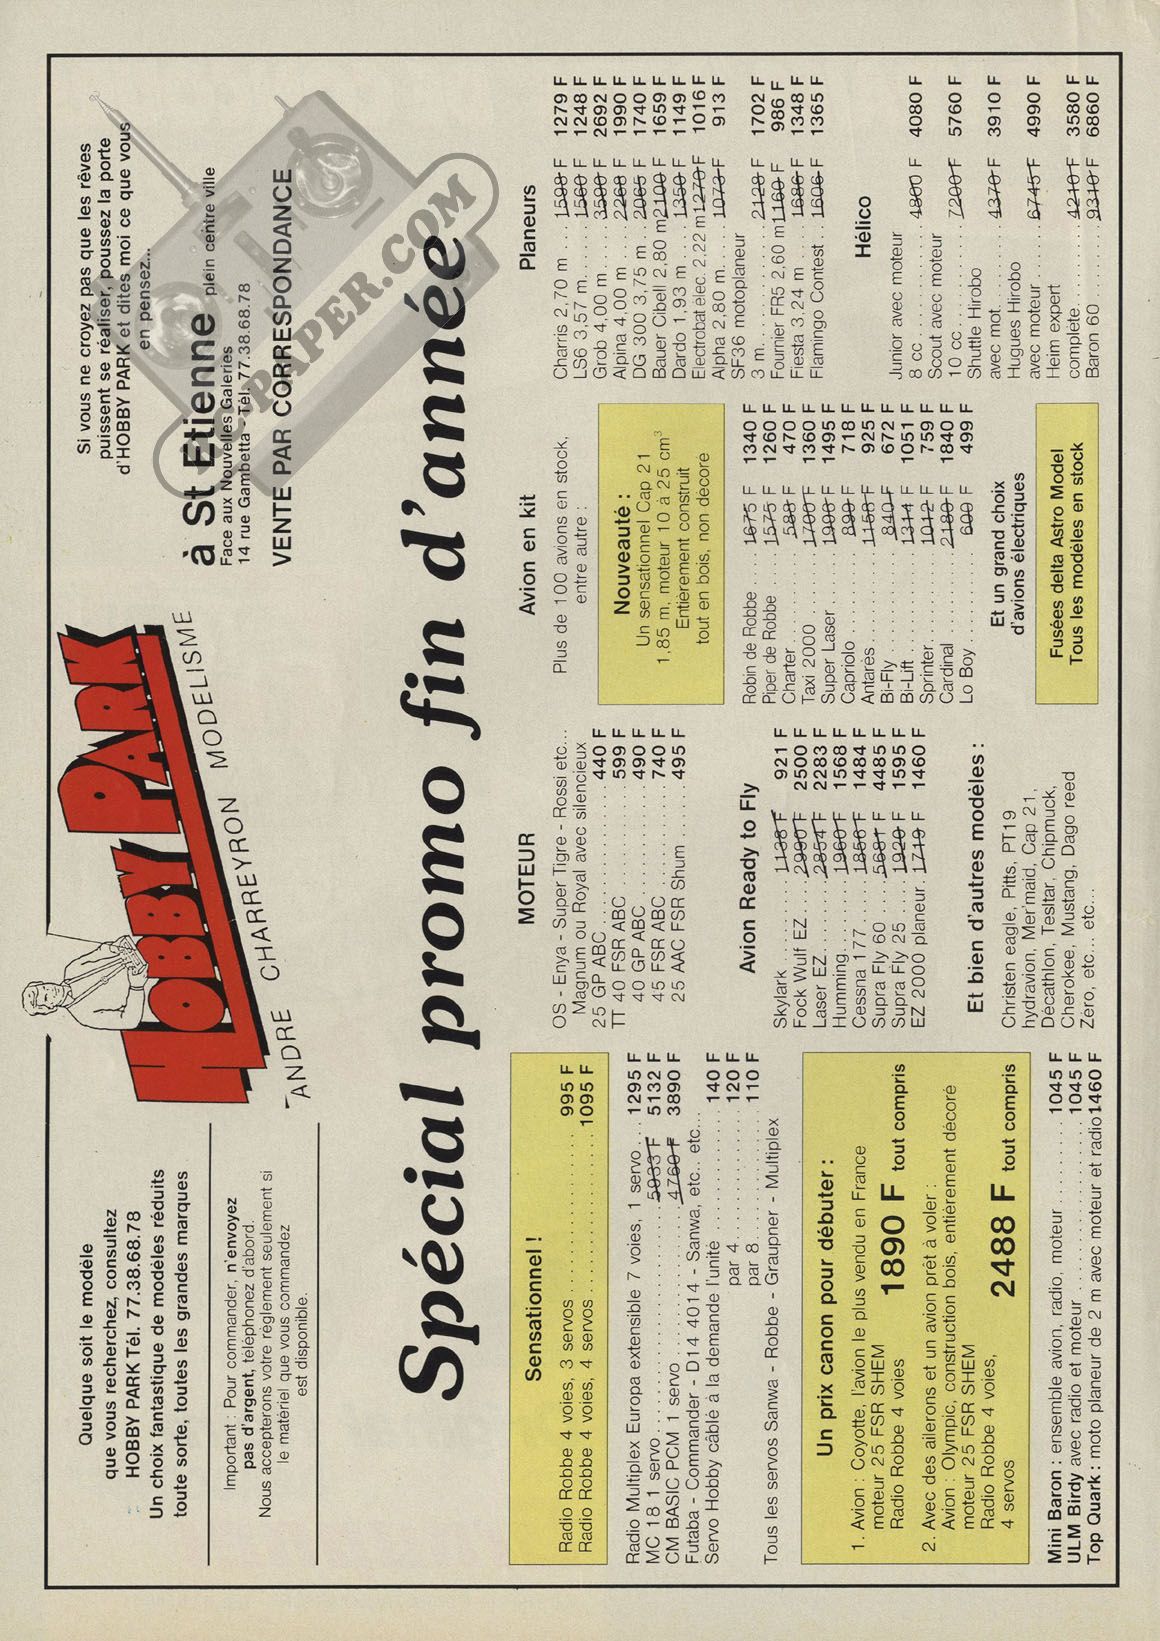 Quelque soit le modèle
que vous recherchez, consultez
HOBBY PARK Tél. 77.38.68.78
Un choix fantastique de modèles réduits
toute sorte, toutes les grandes marques
Important : Pour commander, n'envoyez
pas d'argent, téléphonez d'abord.
Nous accepterons votre règlement seulement si
le matériel que vous commandez
est disponible.
HOBBY PARK
ANDRE CHARREYRON MODELISME
Si vous ne croyez pas que les rêves
puissent se réaliser, poussez la porte
d'HOBBY PARK et dites moi ce que vous
en pensez...
à St Etienne plein centre ville
Face aux Nouvelles Galeries
14 rue Gambetta - Tél. 77.38.68.78
VENTE PAR CORRESPONDANCE
PAPER.COM
Spécial promo fin d'année
Sensationnel !
Radio Robbe 4 voies, 3 servos 995 F
Radio Robbe 4 voies, 4 servos 1095 F
Radio Multiplex Europa extensible 7 voies, 1 servo 1295 F
MC 18 1 servo 5933 F 5132 F
CM BASIC PCM 1 servo 4760 F 3890 F
Futaba - Commander - D14 4014 - Sanwa, etc.. etc...
Servo Hobby câblé à la demande l'unité 140 F
par 4 120 F
par 8 110 F
Tous les servos Sanwa - Robbe - Graupner - Multiplex
Un prix canon pour débuter :
1. Avion : Coyotte, l'avion le plus vendu en France
moteur 25 FSR SHEM
Radio Robbe 4 voies 1890 F tout compris
2. Avec des ailerons et un avion prêt à voler :
Avion : Olympic, construction bois, entièrement décoré
moteur 25 FSR SHEM
Radio Robbe 4 voies,
4 servos 2488 F tout compris
Mini Baron : ensemble avion, radio, moteur 1045 F
ULM Birdy avec radio et moteur 1045 F
Top Quark : moto planeur de 2 m avec moteur et radio 1460 F
MOTEUR
OS - Enya - Super Tigre - Rossi etc...
Magnum ou Royal avec silencieux
25 GP ABC 440 F
TT 40 FSR ABC 599 F
40 GP ABC 490 F
45 FSR ABC 740 F
25 AAC FSR Shum 495 F
Avion Ready to Fly
Skylark 1138 F 921 F
Fock Wulf EZ 2990 F 2500 F
Laser EZ 2854 F 2283 F
Humming 1960 F 1568 F
Cessna 177 1856 F 1484 F
Supra Fly 60 5681 F 4485 F
Supra Fly 25 1920 F 1595 F
EZ 2000 planeur 1719 F 1460 F
Et bien d'autres modèles :
Christen eagle, Pitts, PT19
hydravion, Mer'maid, Cap 21,
Décathlon, Tesltar, Chipmuck,
Cherokee, Mustang, Dago reed
Zéro, etc... etc...
Avion en kit
Plus de 100 avions en stock,
entre autre :
Nouveauté :
Un sensationnel Cap 21
1,85 m, moteur 10 à 25 cm³
Entièrement construit
tout en bois, non décoré
Robin de Robbe 1675 F 1340 F
Piper de Robbe 1575 F 1260 F
Charter 588 F 470 F
Taxi 2000 1700 F 1360 F
Super Laser 1906 F 1495 F
Capriolo 899 F 718 F
Antarès 1158 F 925 F
Bi-Fly 840 F 672 F
Bi-Lift 1314 F 1051 F
Sprinter 1012 F 759 F
Cardinal 2180 F 1840 F
Lo Boy 600 F 499 F
Et un grand choix
d'avions électriques
Fusées delta Astro Model
Tous les modèles en stock
Planeurs
Charris 2,70 m 1598 F 1279 F
LS6 3,57 m 1560 F 1248 F
Grob 4,00 m 3590 F 2692 F
Alpina 4,00 m 2268 F 1990 F
DG 300 3,75 m 2065 F 1740 F
Bauer Cibell 2,80 m 2100 F 1659 F
Dardo 1,93 m 1350 F 1149 F
Electrobat élec. 2,22 m 1270 F 1016 F
Alpha 2,80 m 1073 F 913 F
SF36 motoplaneur
3 m 2128 F 1702 F
Fournier FR5 2,60 m 1160 F 986 F
Fiesta 3,24 m 1686 F 1348 F
Flamingo Contest 1606 F 1365 F
Hélico
Junior avec moteur
8 cc 4800 F 4080 F
Scout avec moteur
10 cc 7200 F 5760 F
Shuttle Hirobo
avec mot. 4370 F 3910 F
Hugues Hirobo
avec moteur 6745 F 4990 F
Heim expert
complète 4210 F 3580 F
Baron 60 9310 F 6860 F